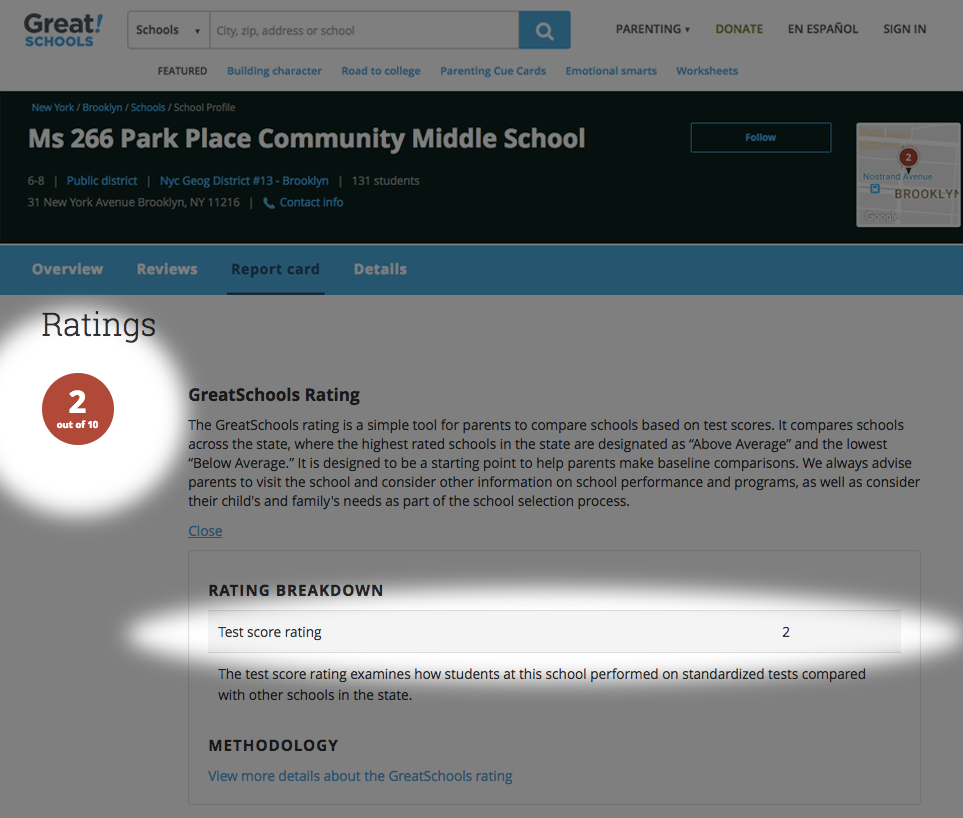 Great!
SCHOOLS
Schools ▾ City, zip, address or school
PARENTING ▾ DONATE EN ESPAÑOL SIGN IN
FEATURED Building character Road to college Parenting Cue Cards Emotional smarts Worksheets
New York / Brooklyn / Schools / School Profile
Ms 266 Park Place Community Middle School
Follow
6-8 | Public district | Nyc Geog District #13 - Brooklyn | 131 students
31 New York Avenue Brooklyn, NY 11216 | Contact info
2
Nostrand Avenue
BROOKLYN
Google
Overview Reviews Report card Details
Ratings
2
out of 10
GreatSchools Rating
The GreatSchools rating is a simple tool for parents to compare schools based on test scores. It compares schools
across the state, where the highest rated schools in the state are designated as “Above Average” and the lowest
“Below Average.” It is designed to be a starting point to help parents make baseline comparisons. We always advise
parents to visit the school and consider other information on school performance and programs, as well as consider
their child's and family's needs as part of the school selection process.
Close
RATING BREAKDOWN
Test score rating 2
The test score rating examines how students at this school performed on standardized tests compared
with other schools in the state.
METHODOLOGY
View more details about the GreatSchools rating